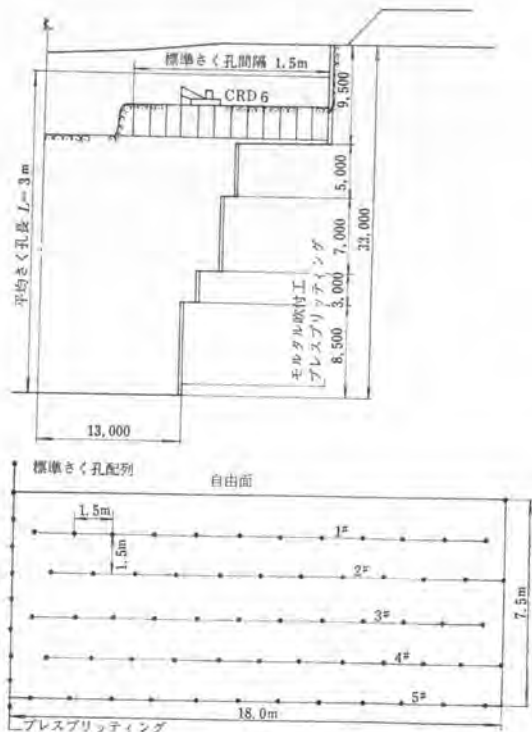 ℄
標準さく孔間隔 1.5m
CRD 6
平均さく孔長 L=3m
9,500
5,000
7,000
3,000
8,500
32,000
モルタル吹付工
プレスプリッティング
13,000
標準さく孔配列
自由面
1.5m
1.5m
1#
2#
3#
4#
5#
7.5m
18.0m
プレスプリッティング